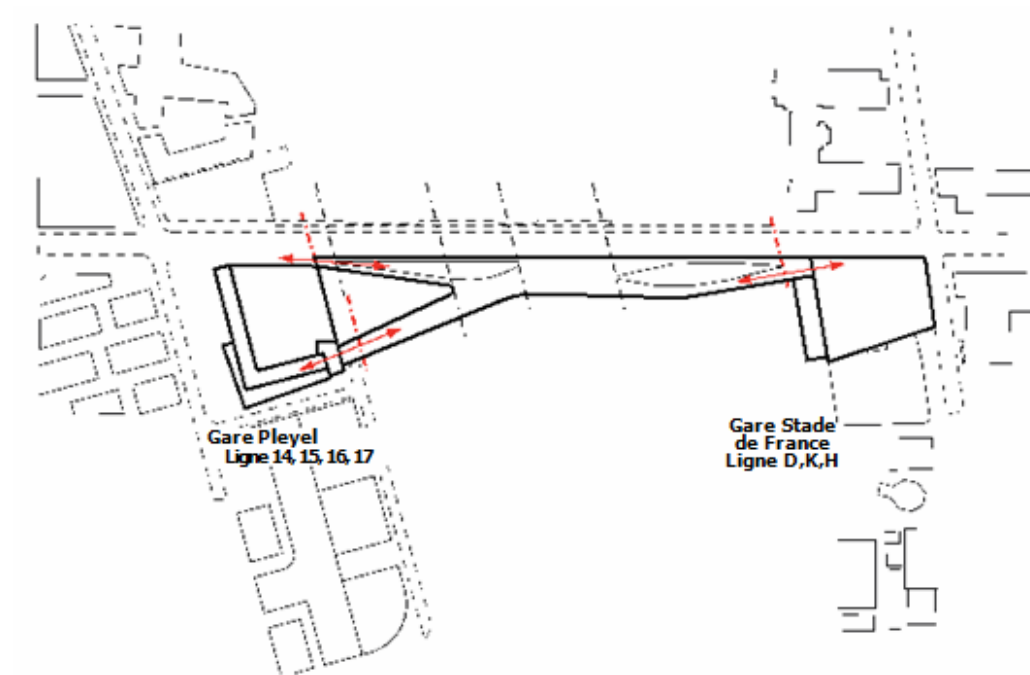 Gare Pleyel
Ligne 14, 15, 16, 17
Gare Stade
de France
Ligne D,K,H